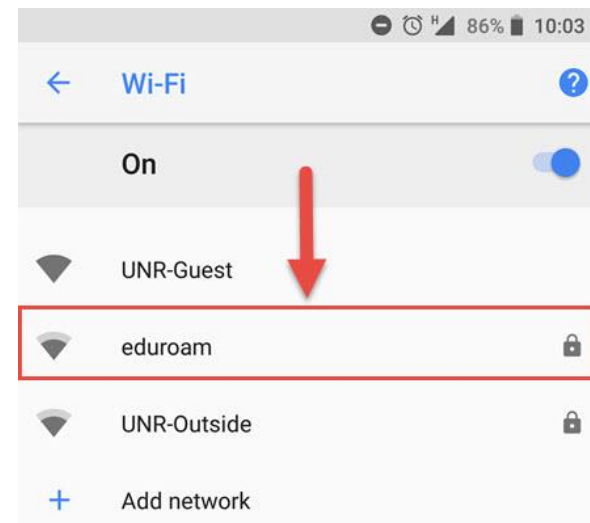 H 86% 10:03
Wi-Fi ?
On
UNR-Guest
eduroam
UNR-Outside
+ Add network